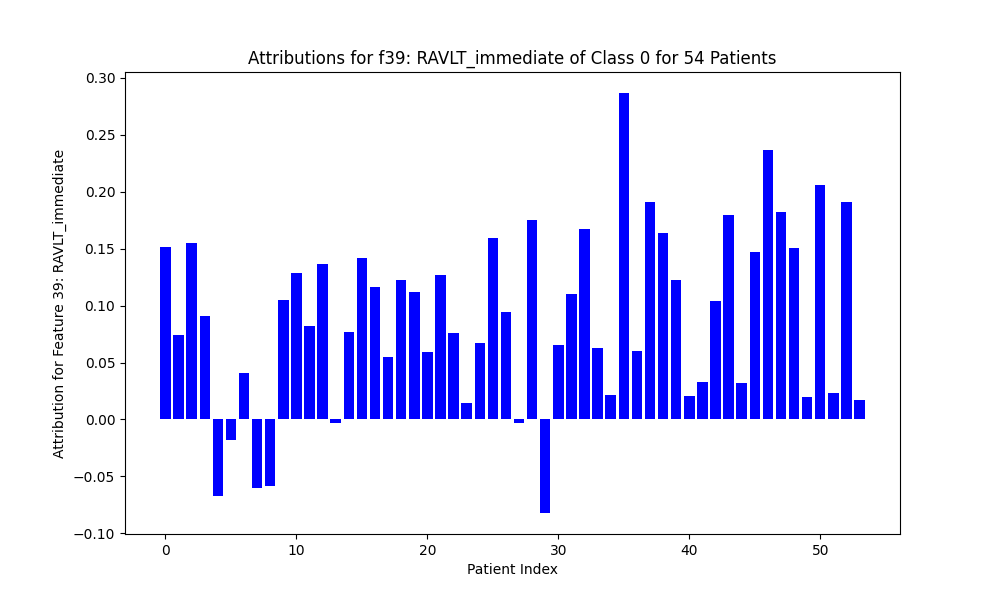 Attributions for f39: RAVLT_immediate of Class 0 for 54 Patients
Attribution for Feature 39: RAVLT_immediate
0.30
0.25
0.20
0.15
0.10
0.05
0.00
−0.05
−0.10
0 10 20 30 40 50
Patient Index